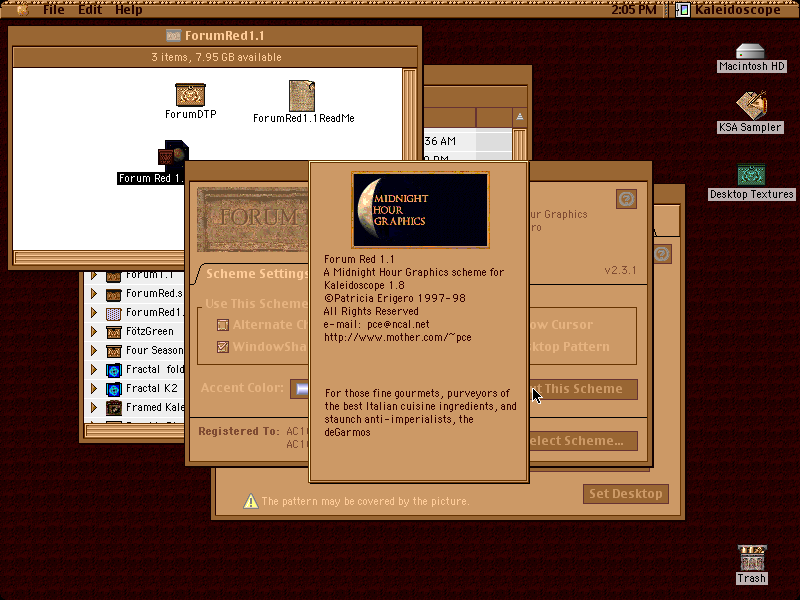 File Edit Help
2:05 PM
Kaleidoscope
ForumRed1.1
3 items, 7.95 GB available
ForumDTP
ForumRed1.1ReadMe
Forum Red 1.
36 AM
Macintosh HD
KSA Sampler
Desktop Textures
FORUM
MIDNIGHT
HOUR
GRAPHICS
ur Graphics
ro
v2.3.1
Forum Red 1.1
A Midnight Hour Graphics scheme for
Kaleidoscope 1.8
©Patricia Erigero 1997-98
All Rights Reserved
e-mail: pce@ncal.net
http://www.mother.com/~pce
For those fine gourmets, purveyors of
the best Italian cuisine ingredients, and
staunch anti-imperialists, the
deGarmos
Scheme Settings
Use This Scheme
Alternate Ch
WindowSha
ow Cursor
ktop Pattern
Accent Color:
t This Scheme
Registered To:
elect Scheme...
Forum1.1
ForumRed.s
ForumRed1.
FötzGreen
Four Season
Fractal fold
Fractal K2
Framed Kale
The pattern may be covered by the picture.
Set Desktop
Trash